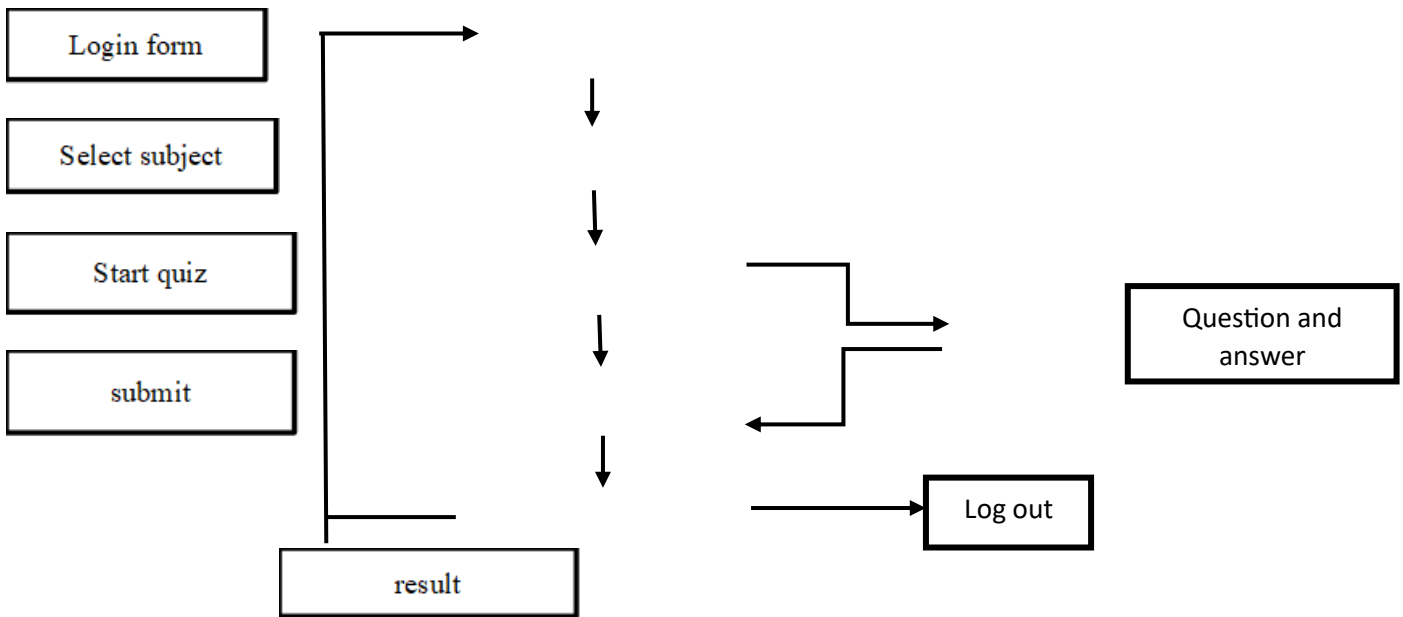 Login form
Select subject
Start quiz
Question and
answer
submit
Log out
result